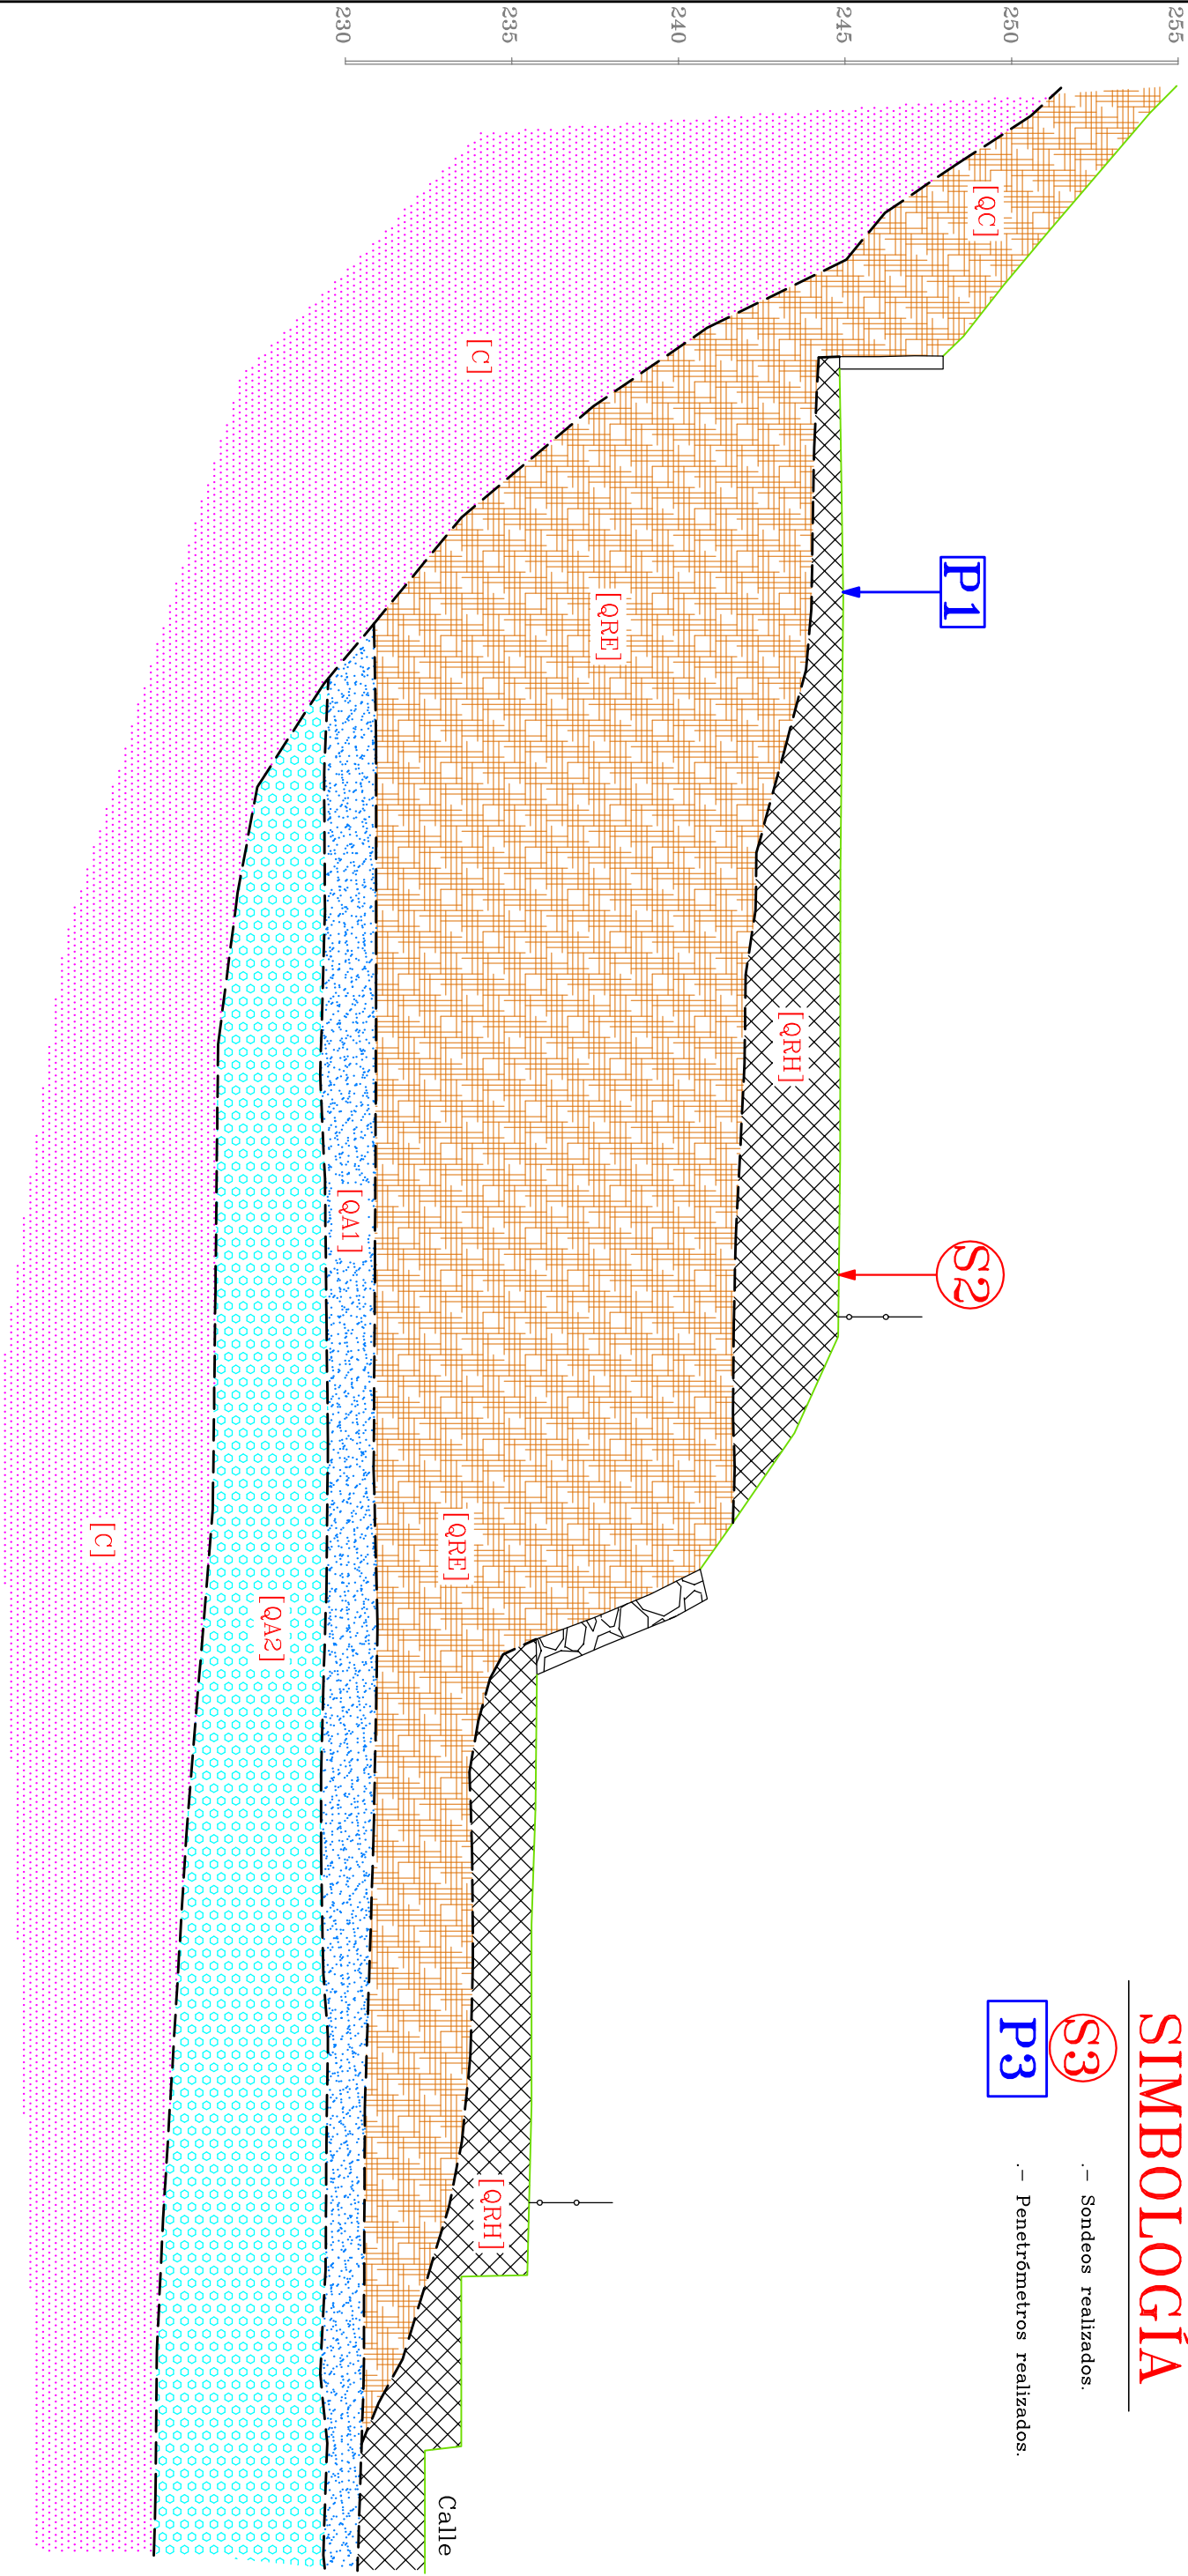 255
250
245
240
235
230
[QC]
[C]
P1
[QRE]
[QRH]
[QA1]
S2
[QRE]
[C]
[QA2]
[QRH]
Calle
SIMBOLOGÍA
S3 .- Sondeos realizados.
P3 .- Penetrómetros realizados.